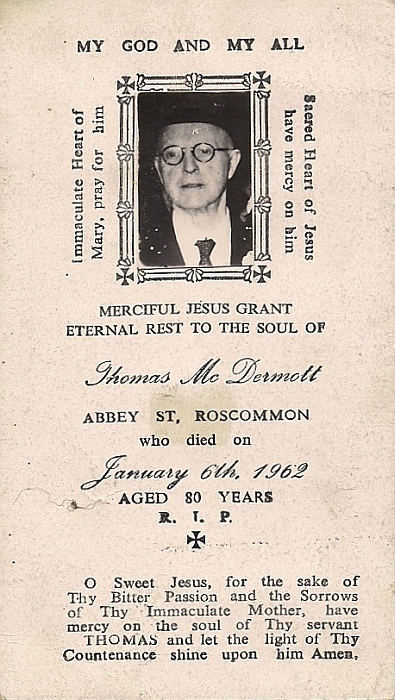 MY GOD AND MY ALL
Immaculate Heart of
Mary, pray for him
Sacred Heart of Jesus
have mercy on him
MERCIFUL JESUS GRANT
ETERNAL REST TO THE SOUL OF
Thomas Mc Dermott
ABBEY ST, ROSCOMMON
who died on
January 6th, 1962
AGED 80 YEARS
R. I. P.
O Sweet Jesus, for the sake of
Thy Bitter Passion and the Sorrows
of Thy Immaculate Mother, have
mercy on the soul of Thy servant
THOMAS and let the light of Thy
Countenance shine upon him Amen,